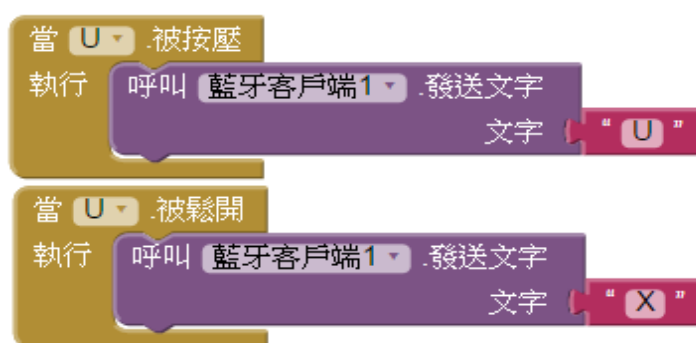 當 U .被按壓
執行 呼叫 藍牙客戶端1 .發送文字
文字 “ U ”
當 U .被鬆開
執行 呼叫 藍牙客戶端1 .發送文字
文字 “ X ”